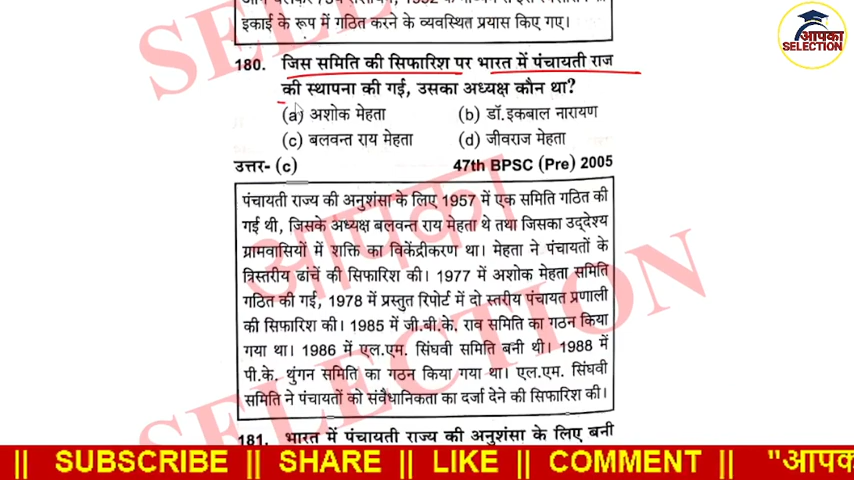 इकाई के रूप में गठित करने के व्यवस्थित प्रयास किए गए।
आपका
SELECTION
180. जिस समिति की सिफारिश पर भारत में पंचायती राज
की स्थापना की गई, उसका अध्यक्ष कौन था?
(a) अशोक मेहता (b) डॉ.इकबाल नारायण
(c) बलवन्त राय मेहता (d) जीवराज मेहता
उत्तर- (c) 47th BPSC (Pre) 2005
पंचायती राज्य की अनुशंसा के लिए 1957 में एक समिति गठित की
गई थी, जिसके अध्यक्ष बलवन्त राय मेहता थे तथा जिसका उद्देश्य
ग्रामवासियों में शक्ति का विकेंद्रीकरण था। मेहता ने पंचायतों के
त्रिस्तरीय ढांचें की सिफारिश की। 1977 में अशोक मेहता समिति
गठित की गई, 1978 में प्रस्तुत रिपोर्ट में दो स्तरीय पंचायत प्रणाली
की सिफारिश की। 1985 में जी.बी.के. राव समिति का गठन किया
गया था। 1986 में एल.एम. सिंघवी समिति बनी थी। 1988 में
पी.के. थुंगन समिति का गठन किया गया था। एल.एम. सिंघवी
समिति ने पंचायतों को संवैधानिकता का दर्जा देने की सिफारिश की।
आपका
SELECTION
181. भारत में पंचायती राज्य की अनुशंसा के लिए बनी
|| SUBSCRIBE || SHARE || LIKE || COMMENT || "आपक